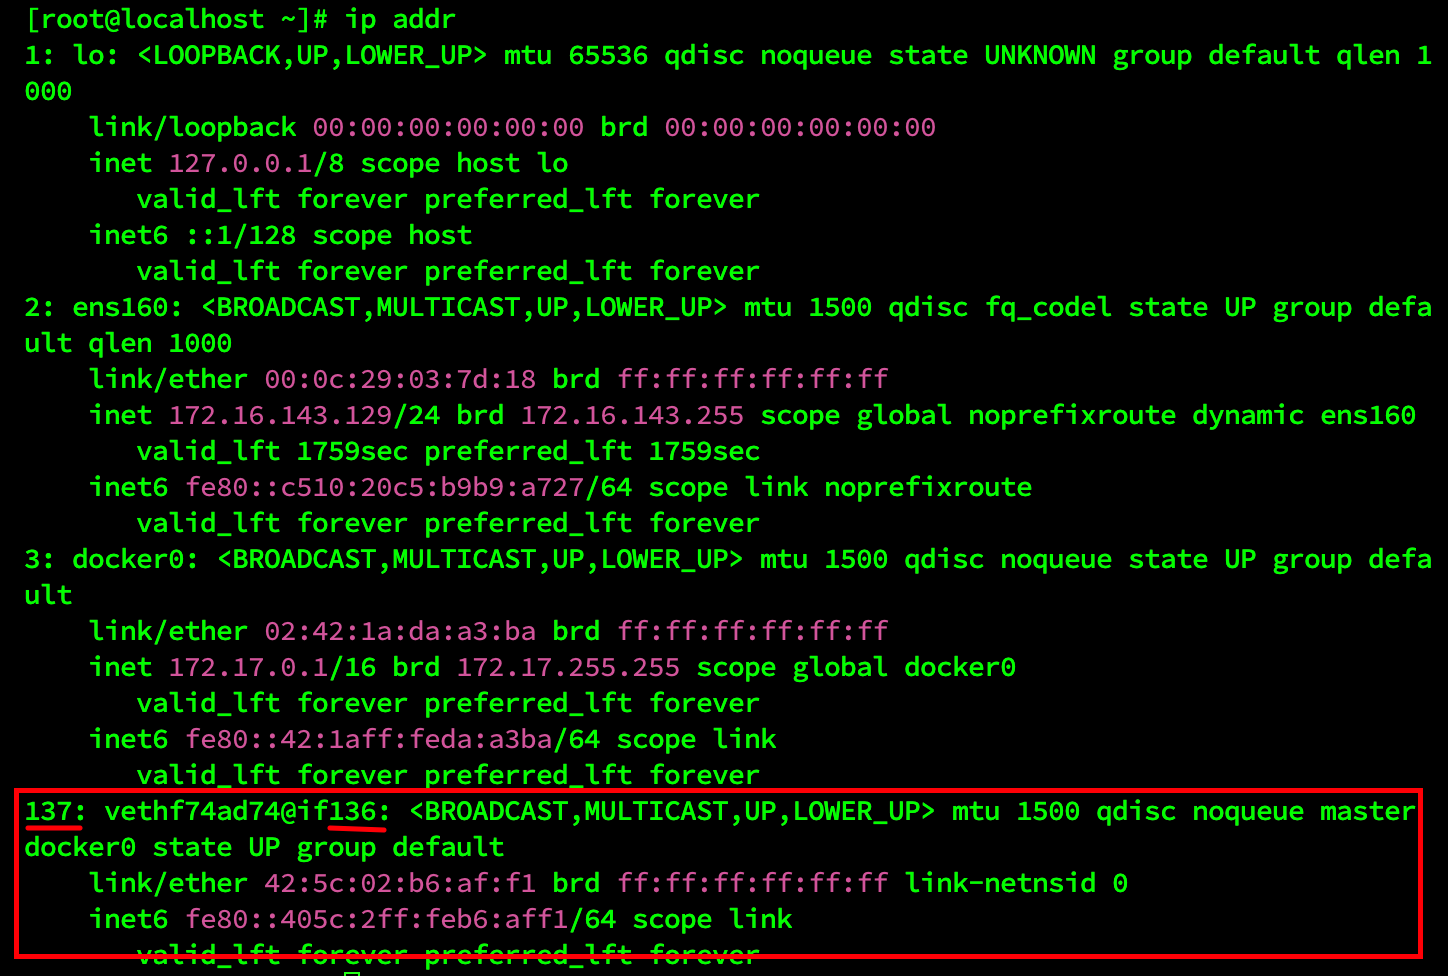 [root@localhost ~]# ip addr
1: lo: <LOOPBACK,UP,LOWER_UP> mtu 65536 qdisc noqueue state UNKNOWN group default qlen 1
000
    link/loopback 00:00:00:00:00:00 brd 00:00:00:00:00:00
    inet 127.0.0.1/8 scope host lo
       valid_lft forever preferred_lft forever
    inet6 ::1/128 scope host
       valid_lft forever preferred_lft forever
2: ens160: <BROADCAST,MULTICAST,UP,LOWER_UP> mtu 1500 qdisc fq_codel state UP group defa
ult qlen 1000
    link/ether 00:0c:29:03:7d:18 brd ff:ff:ff:ff:ff:ff
    inet 172.16.143.129/24 brd 172.16.143.255 scope global noprefixroute dynamic ens160
       valid_lft 1759sec preferred_lft 1759sec
    inet6 fe80::c510:20c5:b9b9:a727/64 scope link noprefixroute
       valid_lft forever preferred_lft forever
3: docker0: <BROADCAST,MULTICAST,UP,LOWER_UP> mtu 1500 qdisc noqueue state UP group defa
ult
    link/ether 02:42:1a:da:a3:ba brd ff:ff:ff:ff:ff:ff
    inet 172.17.0.1/16 brd 172.17.255.255 scope global docker0
       valid_lft forever preferred_lft forever
    inet6 fe80::42:1aff:feda:a3ba/64 scope link
       valid_lft forever preferred_lft forever
137: vethf74ad74@if136: <BROADCAST,MULTICAST,UP,LOWER_UP> mtu 1500 qdisc noqueue master
docker0 state UP group default
    link/ether 42:5c:02:b6:af:f1 brd ff:ff:ff:ff:ff:ff link-netnsid 0
    inet6 fe80::405c:2ff:feb6:aff1/64 scope link
       valid_lft forever preferred_lft forever